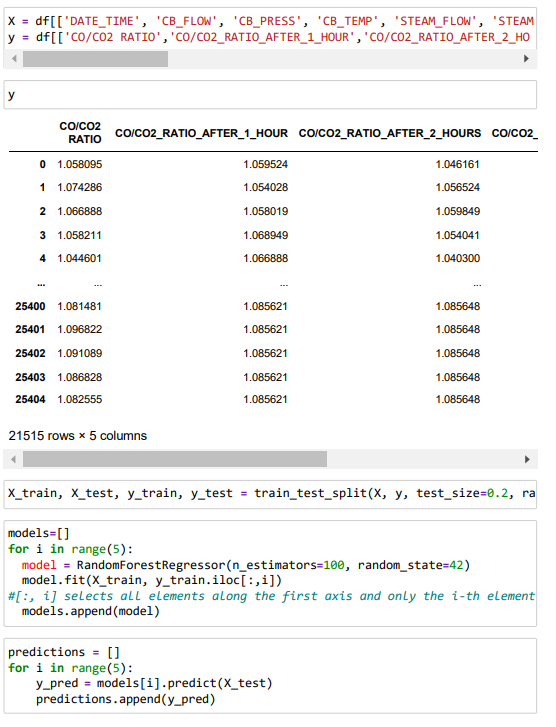 X = df[['DATE_TIME', 'CB_FLOW', 'CB_PRESS', 'CB_TEMP', 'STEAM_FLOW', 'STEAM
y = df[['CO/CO2 RATIO','CO/CO2_RATIO_AFTER_1_HOUR','CO/CO2_RATIO_AFTER_2_HO
y
CO/CO2 RATIO CO/CO2_RATIO_AFTER_1_HOUR CO/CO2_RATIO_AFTER_2_HOURS CO/CO2_
0 1.058095 1.059524 1.046161
1 1.074286 1.054028 1.056524
2 1.066888 1.058019 1.059849
3 1.058211 1.068949 1.054041
4 1.044601 1.066888 1.040300
... ... ... ...
25400 1.081481 1.085621 1.085648
25401 1.096822 1.085621 1.085648
25402 1.091089 1.085621 1.085648
25403 1.086828 1.085621 1.085648
25404 1.082555 1.085621 1.085648
21515 rows × 5 columns
X_train, X_test, y_train, y_test = train_test_split(X, y, test_size=0.2, ra
models=[]
for i in range(5):
  model = RandomForestRegressor(n_estimators=100, random_state=42)
  model.fit(X_train, y_train.iloc[:,i])
#[:, i] selects all elements along the first axis and only the i-th element
  models.append(model)
predictions = []
for i in range(5):
    y_pred = models[i].predict(X_test)
    predictions.append(y_pred)